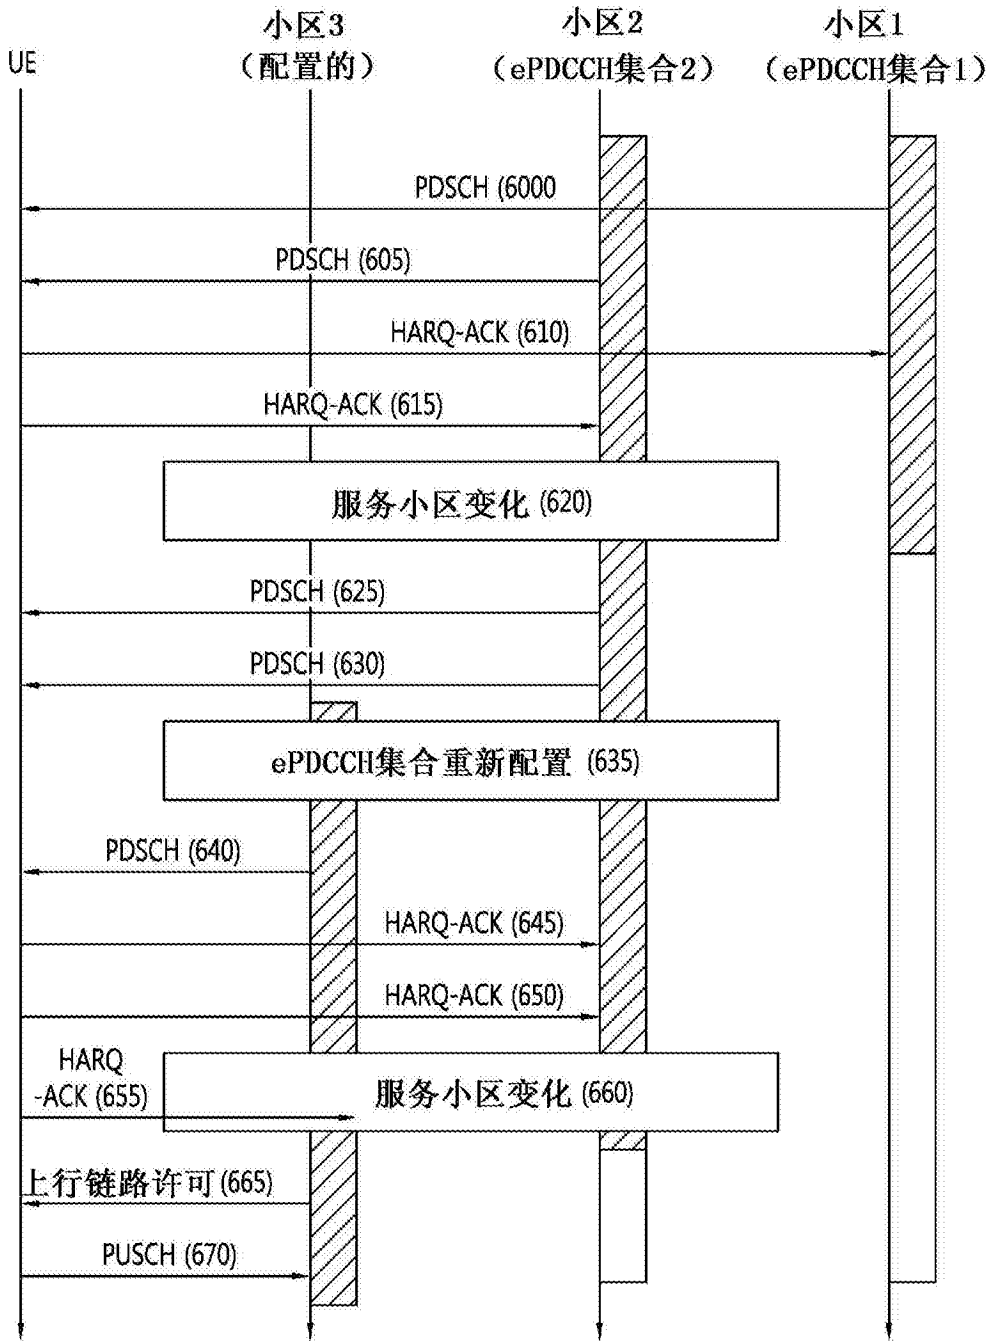 UE
小区3
（配置的）
小区2
（ePDCCH集合2）
小区1
（ePDCCH集合1）
PDSCH (6000
PDSCH (605)
HARQ-ACK (610)
HARQ-ACK (615)
服务小区变化 (620)
PDSCH (625)
PDSCH (630)
ePDCCH集合重新配置 (635)
PDSCH (640)
HARQ-ACK (645)
HARQ-ACK (650)
HARQ
-ACK (655)
服务小区变化 (660)
上行链路许可 (665)
PUSCH (670)